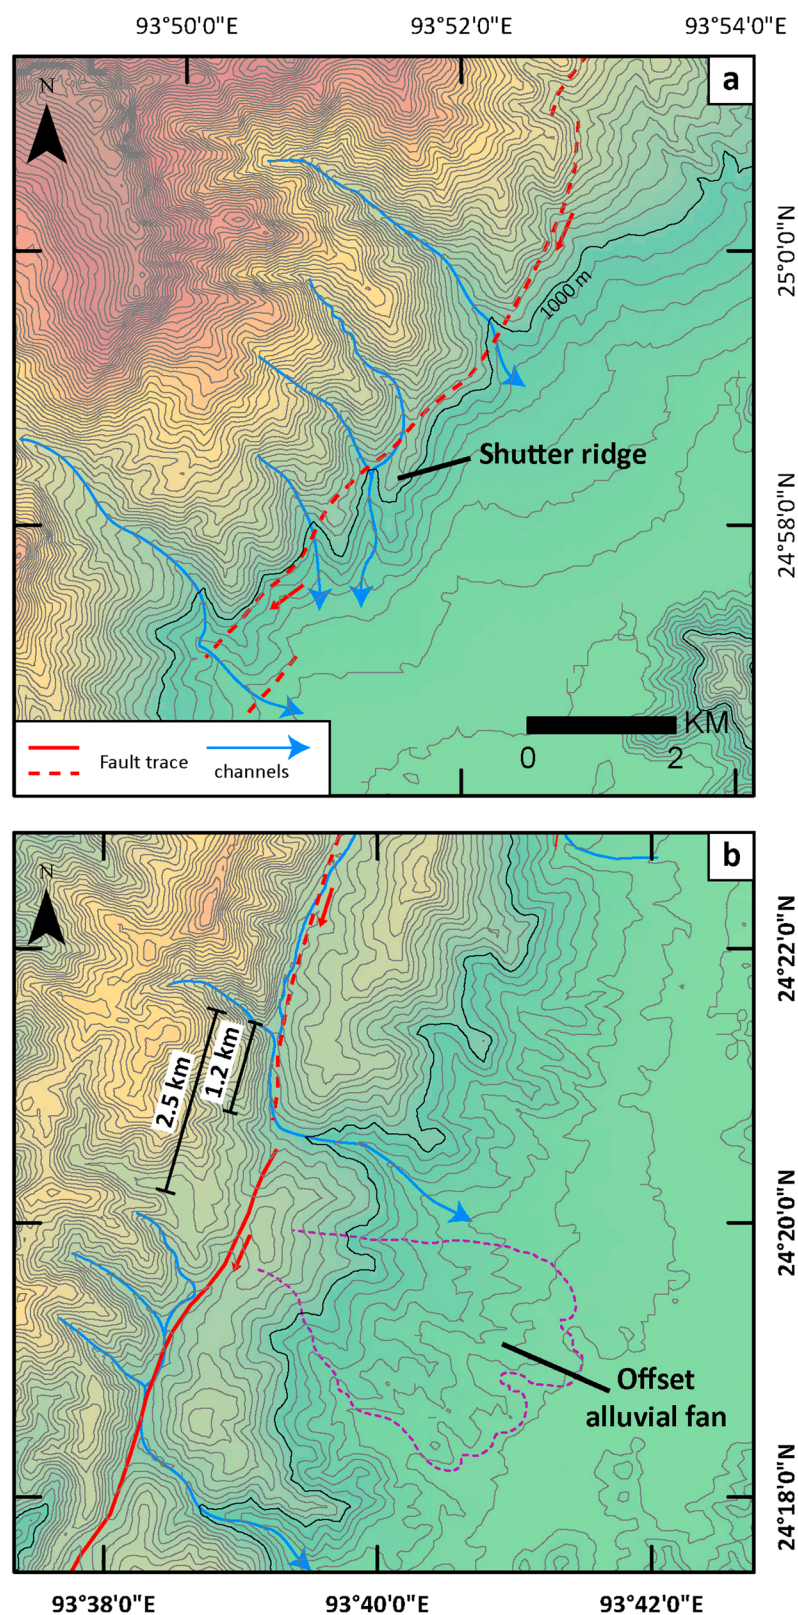 93°50'0"E 93°52'0"E 93°54'0"E
a
N
25°0'0"N
1000 m
Shutter ridge
24°58'0"N
KM
0 2
Fault trace channels
b
N
24°22'0"N
2.5 km 1.2 km
24°20'0"N
Offset
alluvial fan
24°18'0"N
93°38'0"E 93°40'0"E 93°42'0"E